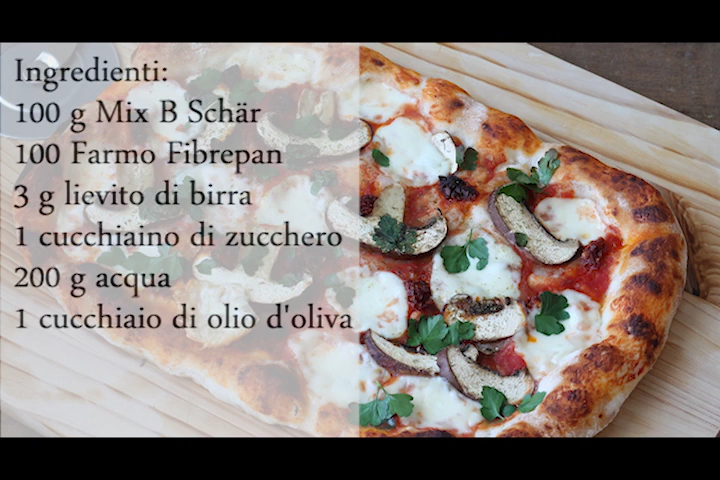 Ingredienti:
100 g Mix B Schär
100 Farmo Fibrepan
3 g lievito di birra
1 cucchiaino di zucchero
200 g acqua
1 cucchiaio di olio d'oliva